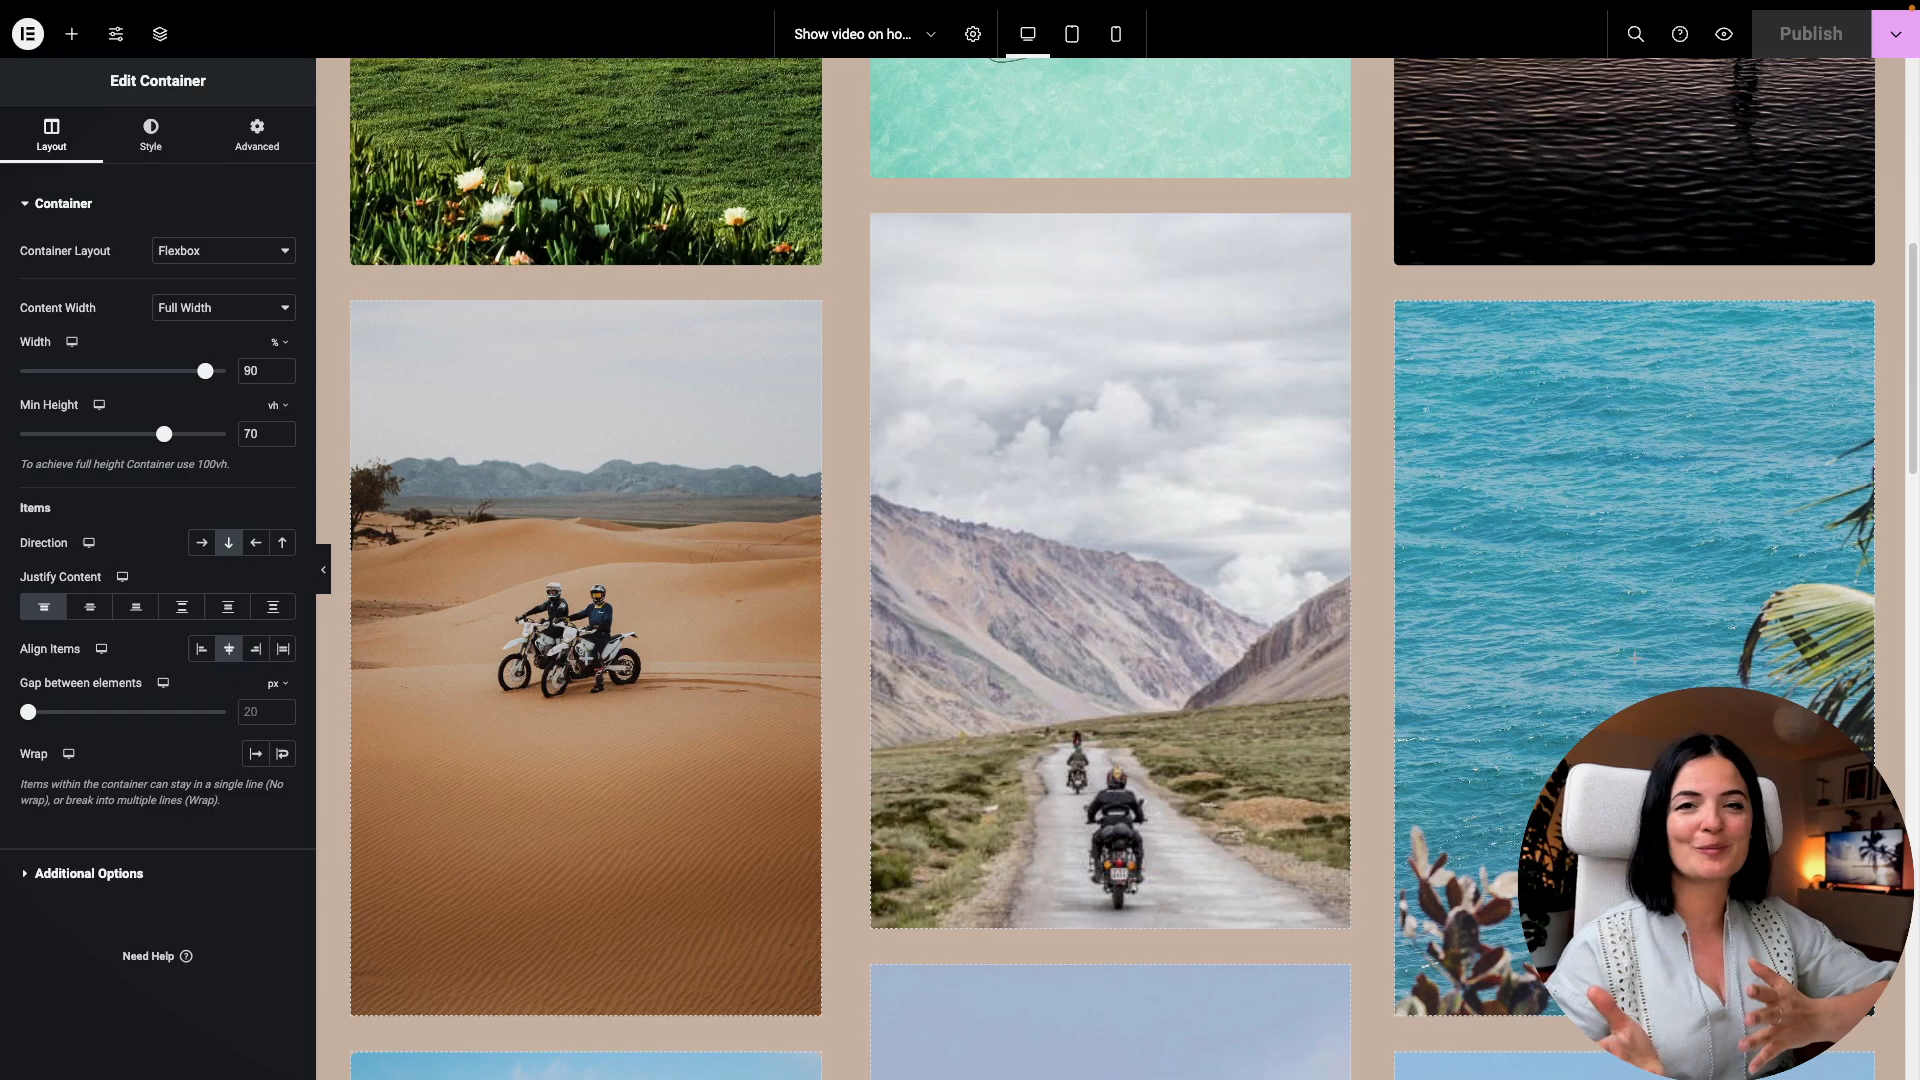 Show video on ho...
Publish
Edit Container
Layout
Style
Advanced
Container
Container Layout
Flexbox
Content Width
Full Width
Width
%
90
Min Height
vh
70
To achieve full height Container use 100vh.
Items
Direction
Justify Content
Align Items
Gap between elements
px
20
Wrap
Items within the container can stay in a single line (No
wrap), or break into multiple lines (Wrap).
Additional Options
Need Help